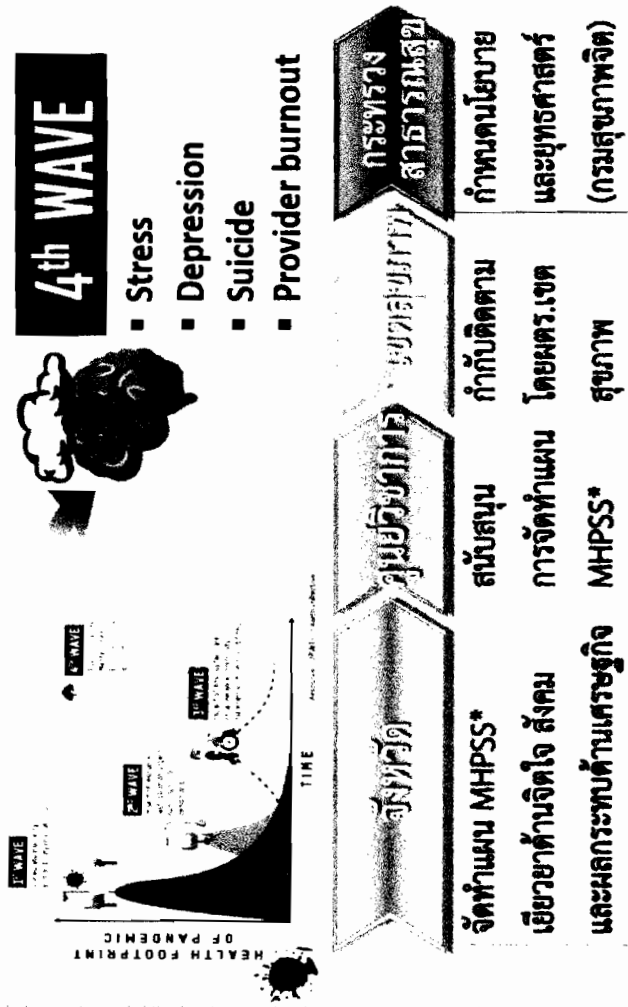 4th WAVE
▪ Stress
▪ Depression
▪ Suicide
▪ Provider burnout
1ST WAVE
2ND WAVE
3RD WAVE
4TH WAVE
HEALTH FOOTPRINT
OF PANDEMIC
TIME
จังหวัด
จัดทำแผน MHPSS*
เยียวยาด้านจิตใจ สังคม
และผลกระทบด้านเศรษฐกิจ
ศูนย์วิชาการ
สนับสนุน
การจัดทำแผน
MHPSS*
เขตสุขภาพ
กำกับติดตาม
โดยผตร.เขต
สุขภาพ
กระทรวง
สาธารณสุข
กำหนดนโยบาย
และยุทธศาสตร์
(กรมสุขภาพจิต)